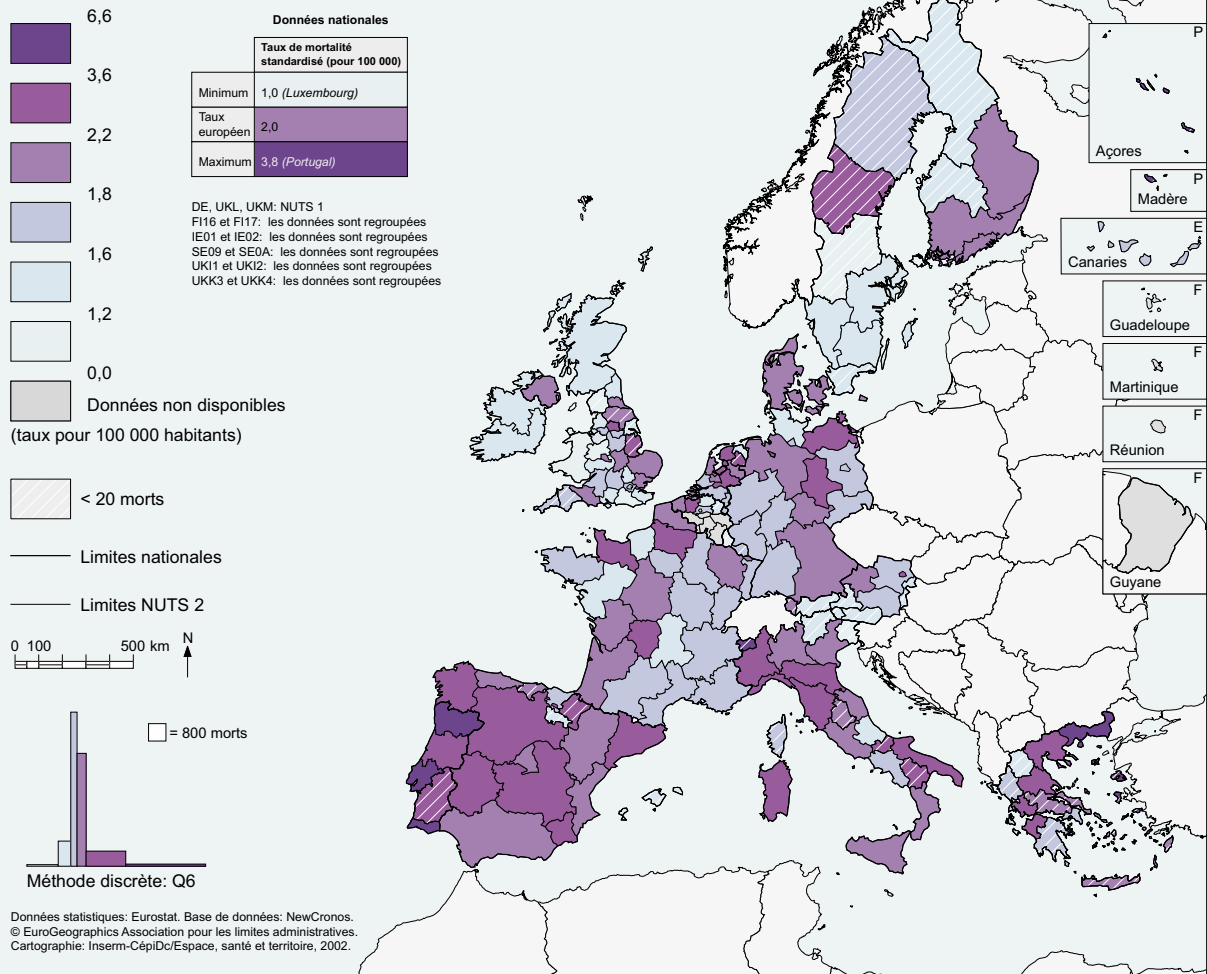 6,6
3,6
2,2
1,8
1,6
1,2
0,0
Données non disponibles
(taux pour 100 000 habitants)
< 20 morts
Limites nationales
Limites NUTS 2
0 100 500 km
N
= 800 morts
Méthode discrète: Q6
Données statistiques: Eurostat. Base de données: NewCronos.
© EuroGeographics Association pour les limites administratives.
Cartographie: Inserm-CépiDc/Espace, santé et territoire, 2002.
Données nationales
Taux de mortalité
standardisé (pour 100 000)
Minimum 1,0 (Luxembourg)
Taux
européen 2,0
Maximum 3,8 (Portugal)
DE, UKL, UKM: NUTS 1
FI16 et FI17: les données sont regroupées
IE01 et IE02: les données sont regroupées
SE09 et SE0A: les données sont regroupées
UKI1 et UKI2: les données sont regroupées
UKK3 et UKK4: les données sont regroupées
P
Açores
P
Madère
E
Canaries
F
Guadeloupe
F
Martinique
F
Réunion
F
Guyane